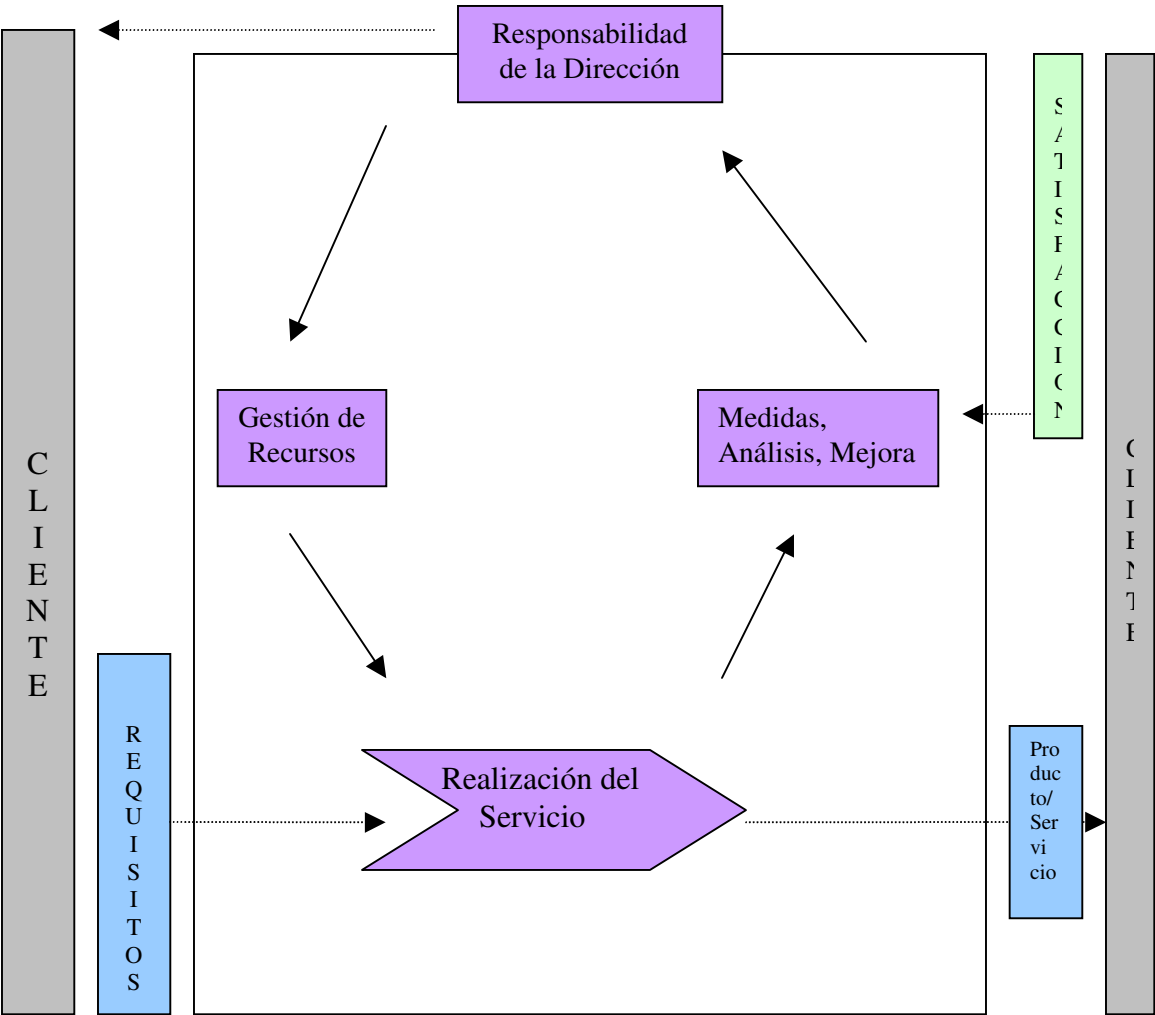 Responsabilidad
de la Dirección
SATISFACCION
Gestión de
Recursos
Medidas,
Análisis, Mejora
CLIENTE
CLIENTE
REQUISITOS
Realización del
Servicio
Pro
duc
to/
Ser
vi
cio